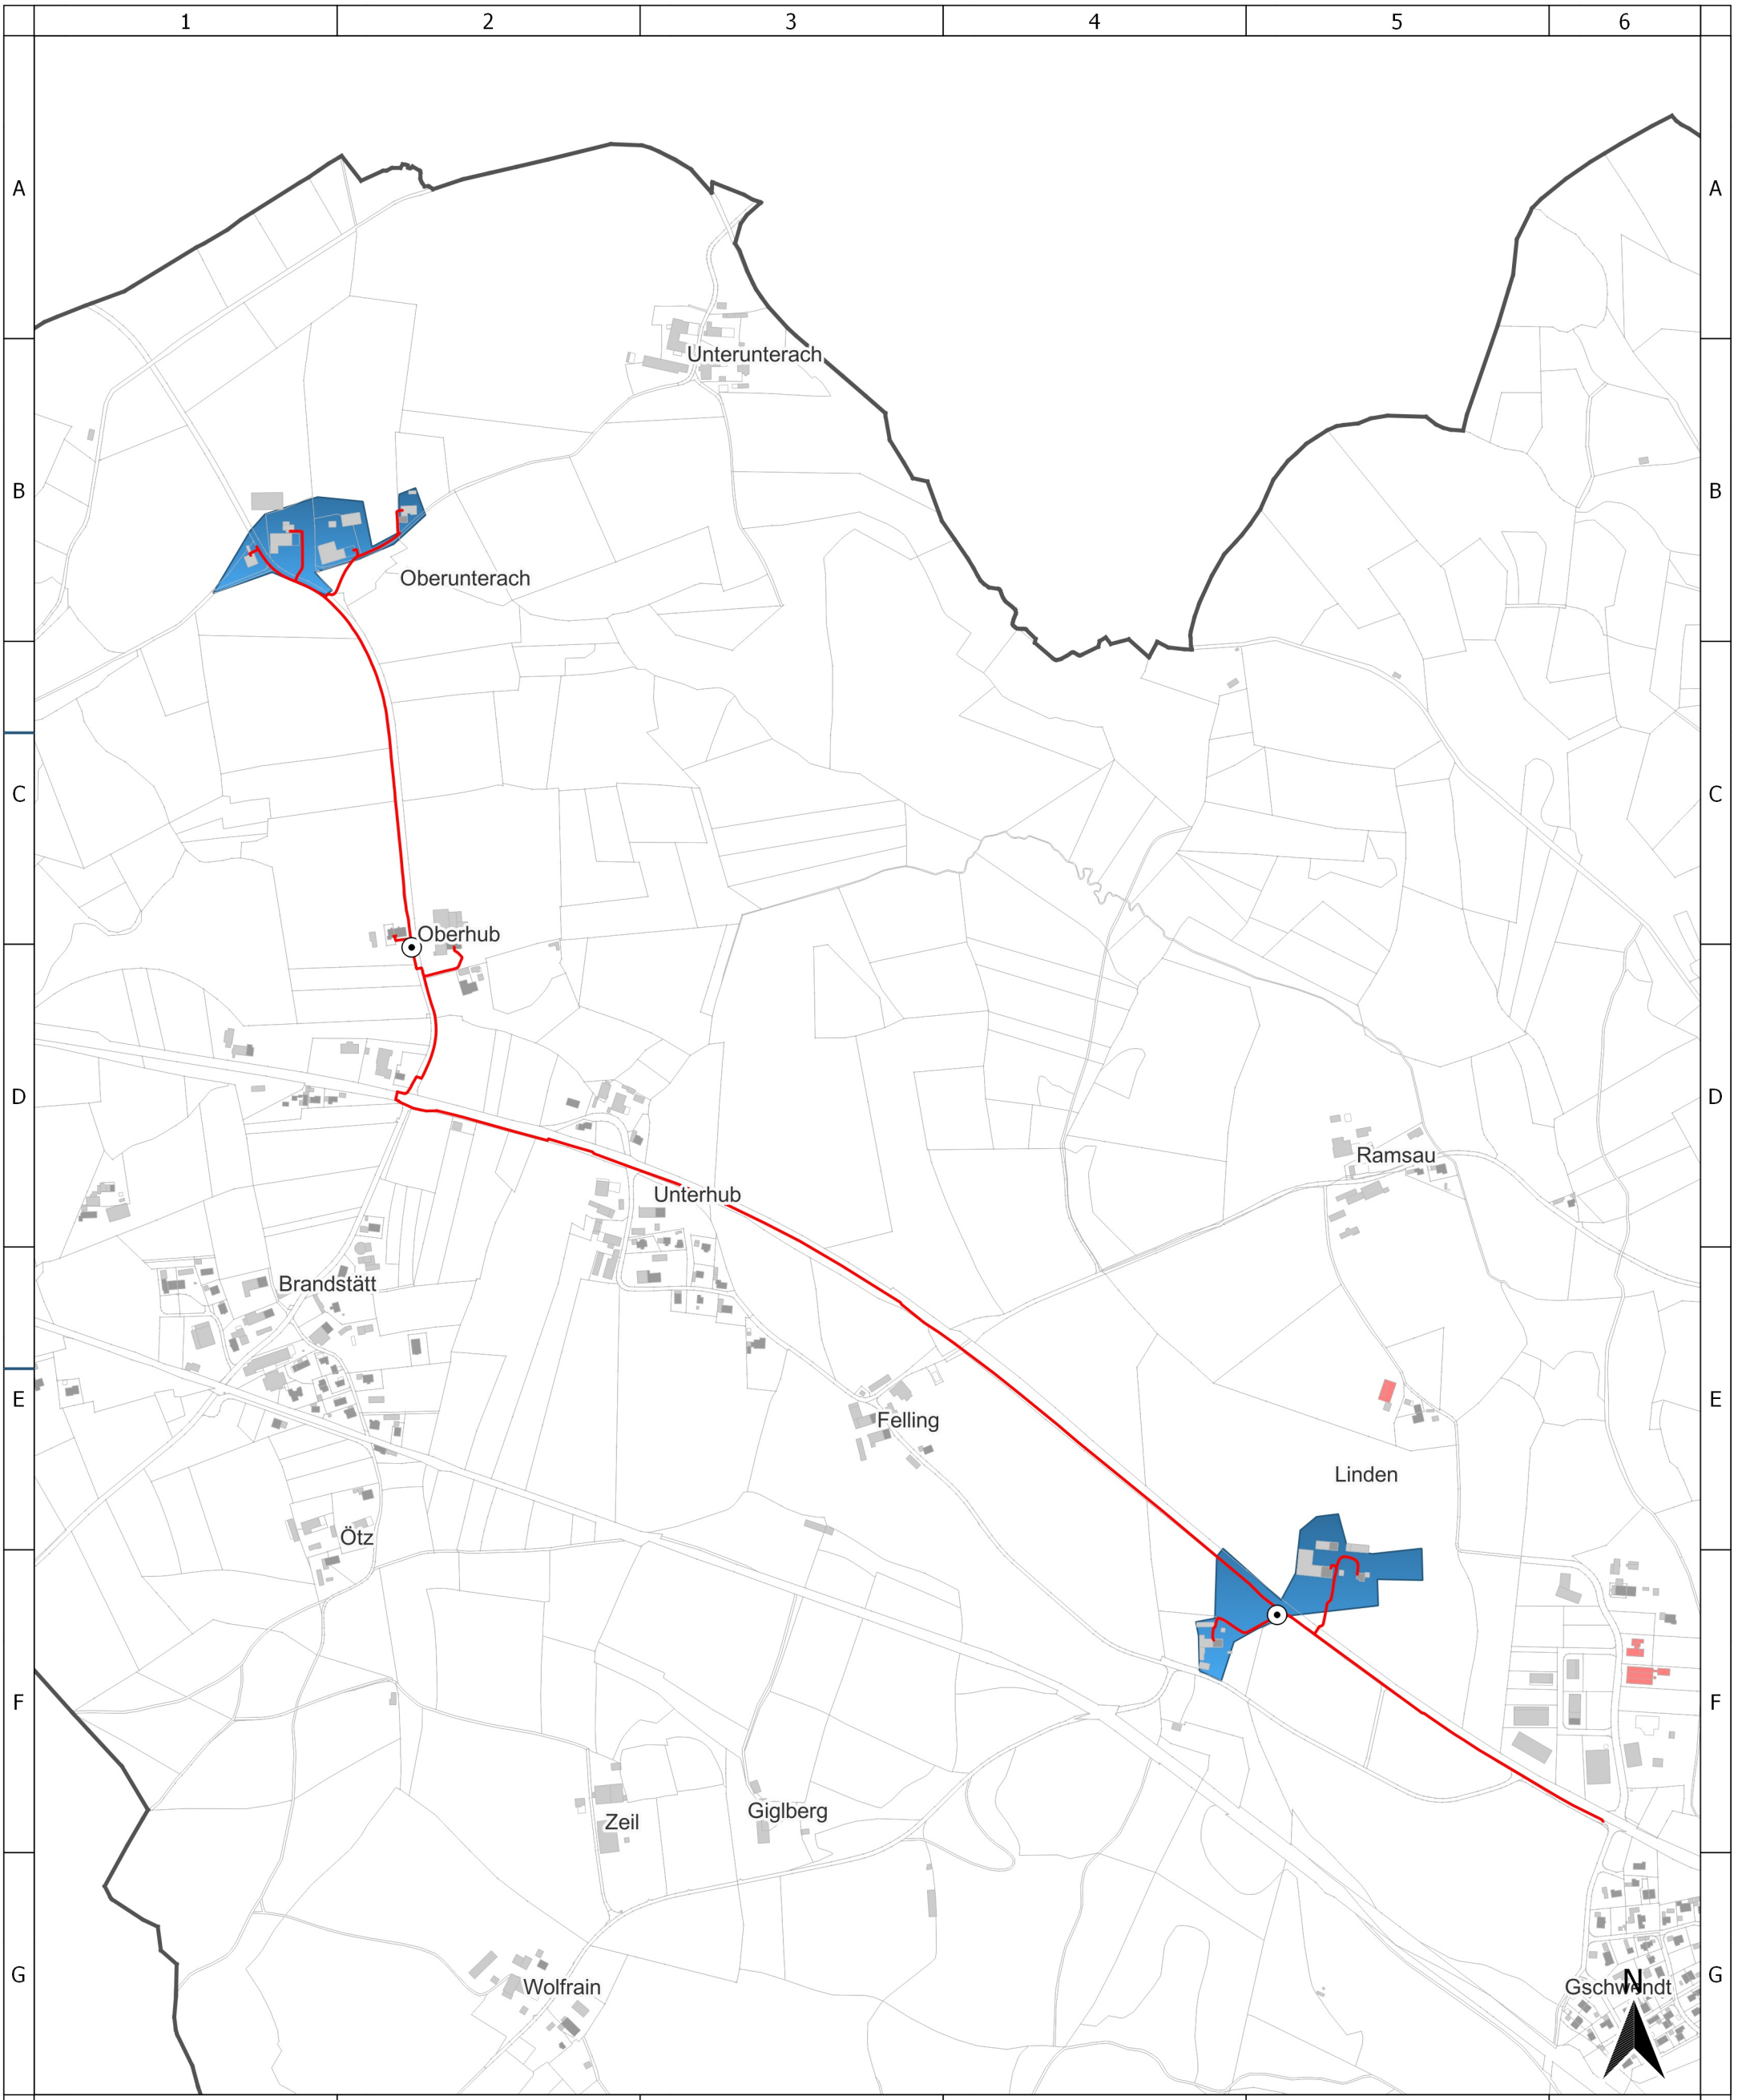 1 2 3 4 5 6
A A
Unterunterach
B B
Oberunterach
C C
Oberhub
D D
Ramsau
Unterhub
Brandstätt
E E
Felling
Linden
Ötz
F F
Giglberg
Zeil
G G
N
Wolfrain Gschwendt